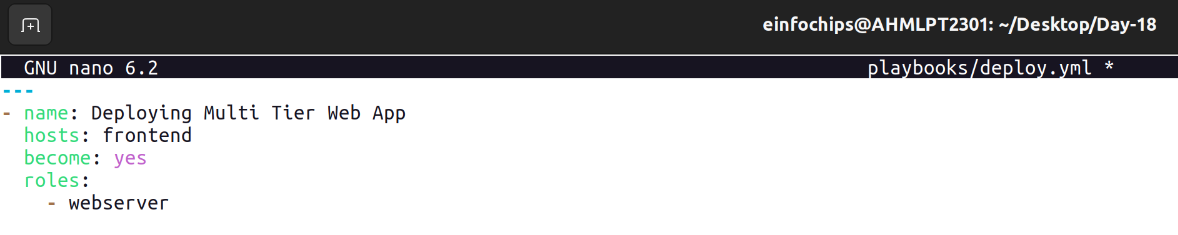 einfochips@AHMLPT2301: ~/Desktop/Day-18
GNU nano 6.2 playbooks/deploy.yml *
---
- name: Deploying Multi Tier Web App
  hosts: frontend
  become: yes
  roles:
    - webserver